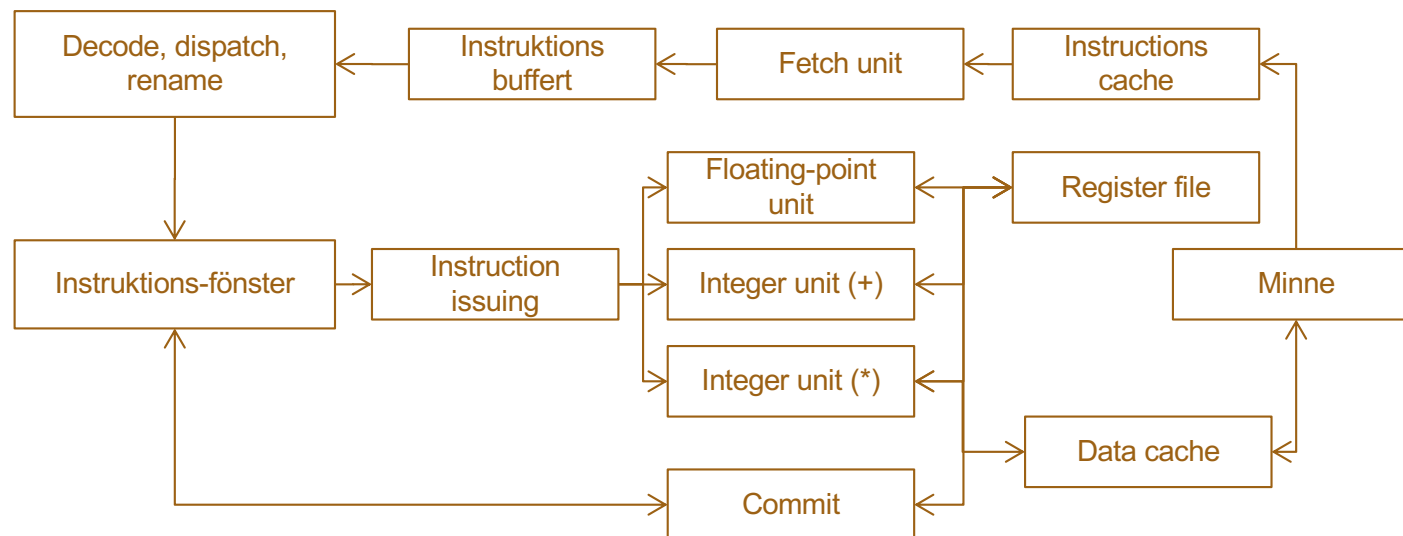 Decode, dispatch,
rename
Instruktions
buffert
Fetch unit
Instructions
cache
Floating-point
unit
Register file
Instruktions-fönster
Instruction
issuing
Integer unit (+)
Minne
Integer unit (*)
Data cache
Commit